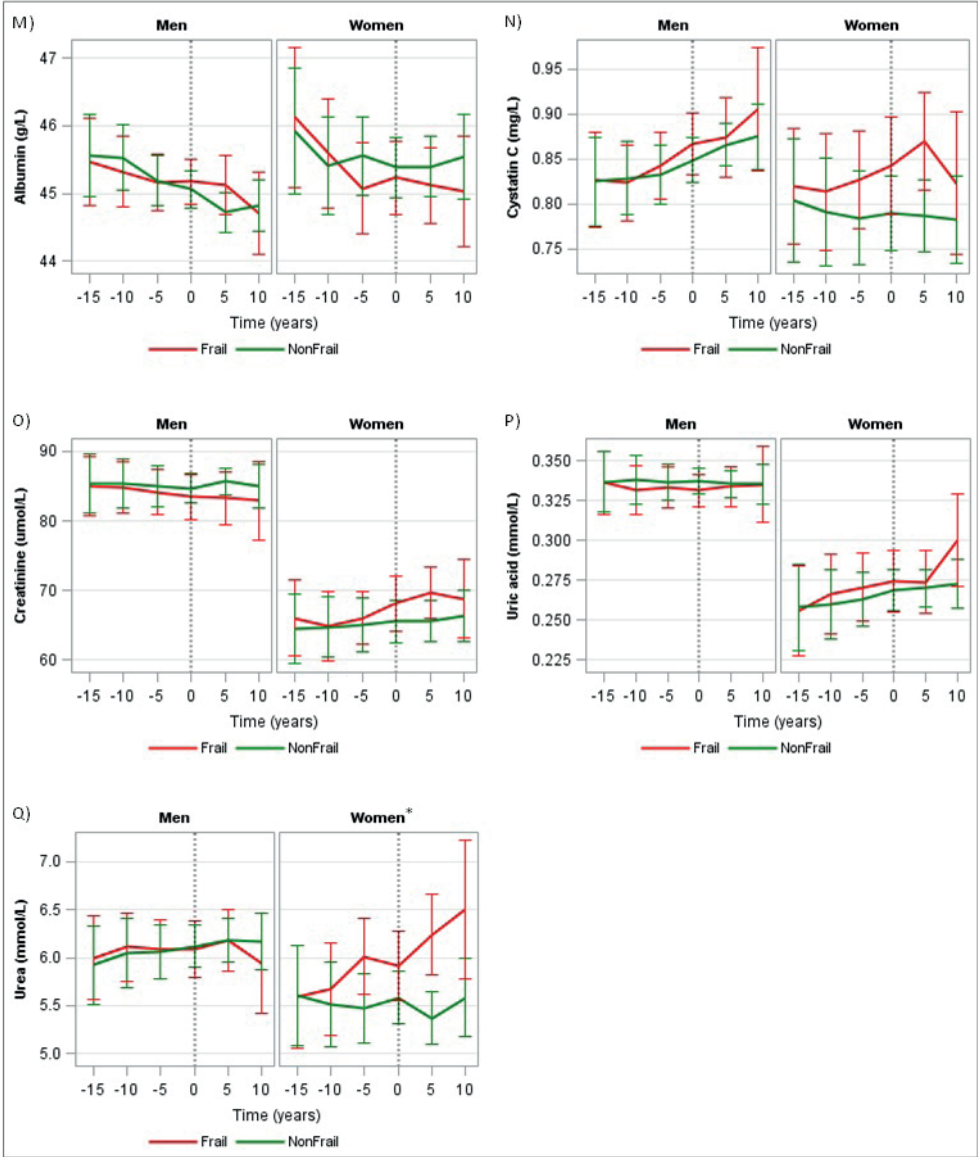 M)
Men Women
Albumin (g/L)
47
46
45
44
-15 -10 -5 0 5 10 -15 -10 -5 0 5 10
Time (years)
Frail NonFrail
N)
Men Women
Cystatin C (mg/L)
0.95
0.90
0.85
0.80
0.75
-15 -10 -5 0 5 10 -15 -10 -5 0 5 10
Time (years)
Frail NonFrail
O)
Men Women
Creatinine (umol/L)
90
80
70
60
-15 -10 -5 0 5 10 -15 -10 -5 0 5 10
Time (years)
Frail NonFrail
P)
Men Women
Uric acid (mmol/L)
0.350
0.325
0.300
0.275
0.250
0.225
-15 -10 -5 0 5 10 -15 -10 -5 0 5 10
Time (years)
Frail NonFrail
Q)
Men Women*
Urea (mmol/L)
7.0
6.5
6.0
5.5
5.0
-15 -10 -5 0 5 10 -15 -10 -5 0 5 10
Time (years)
Frail NonFrail